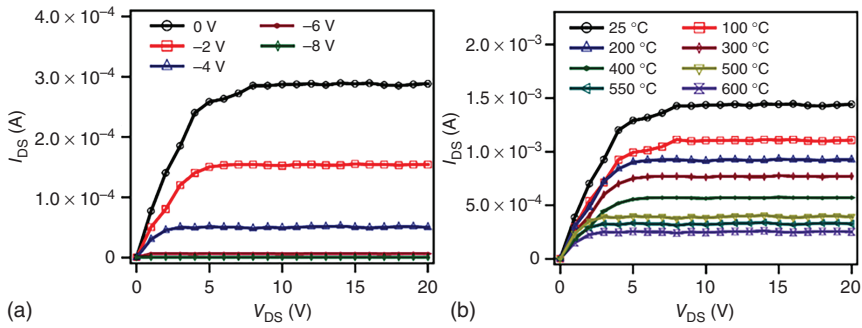 4.0 × 10⁻⁴
3.0 × 10⁻⁴
2.0 × 10⁻⁴
1.0 × 10⁻⁴
0
I_DS (A)
0 V
–2 V
–4 V
–6 V
–8 V
0 5 10 15 20
V_DS (V)
(a)
2.0 × 10⁻³
1.5 × 10⁻³
1.0 × 10⁻³
5.0 × 10⁻⁴
0
I_DS (A)
25 °C 100 °C
200 °C 300 °C
400 °C 500 °C
550 °C 600 °C
0 5 10 15 20
V_DS (V)
(b)